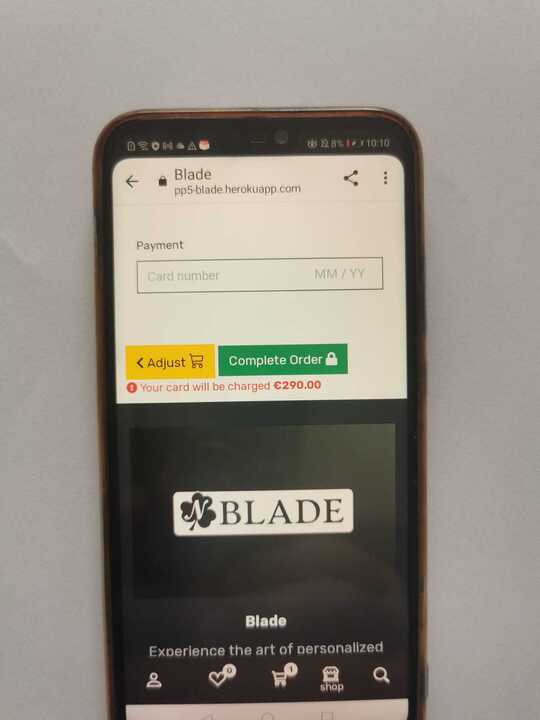 8% 10:10
Blade
pp5-blade.herokuapp.com
Payment
Card number MM / YY
Adjust Complete Order
Your card will be charged €290.00
N BLADE
Blade
Experience the art of personalized
0 1
shop